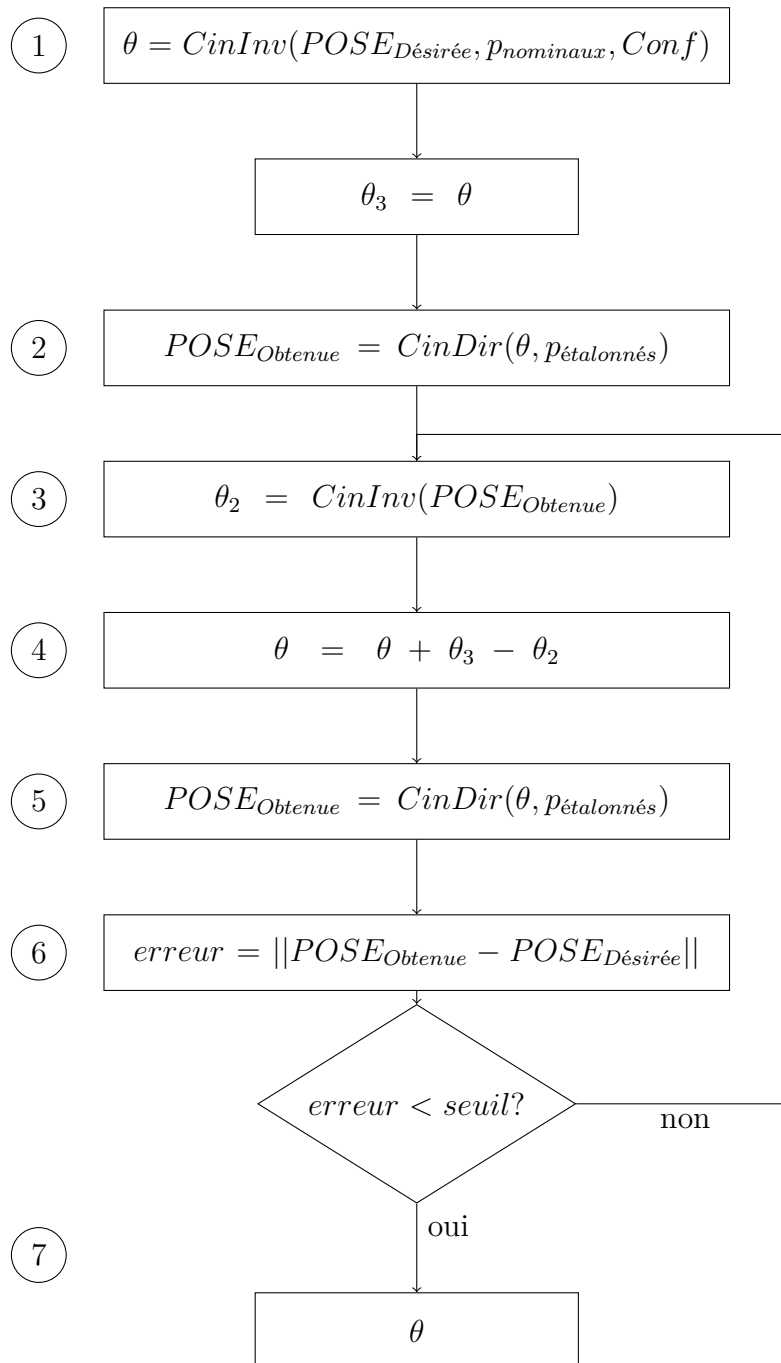 1
θ = CinInv(POSE_Désirée, p_nominaux, Conf)
θ_3 = θ
2
POSE_Obtenue = CinDir(θ, p_étalonnés)
3
θ_2 = CinInv(POSE_Obtenue)
4
θ = θ + θ_3 − θ_2
5
POSE_Obtenue = CinDir(θ, p_étalonnés)
6
erreur = ||POSE_Obtenue − POSE_Désirée||
erreur < seuil?
non
oui
7
θ